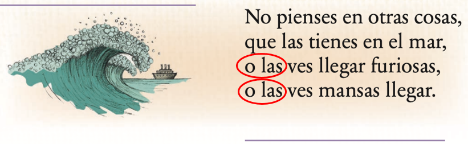 No pienses en otras cosas,
que las tienes en el mar,
o las ves llegar furiosas,
o las ves mansas llegar.